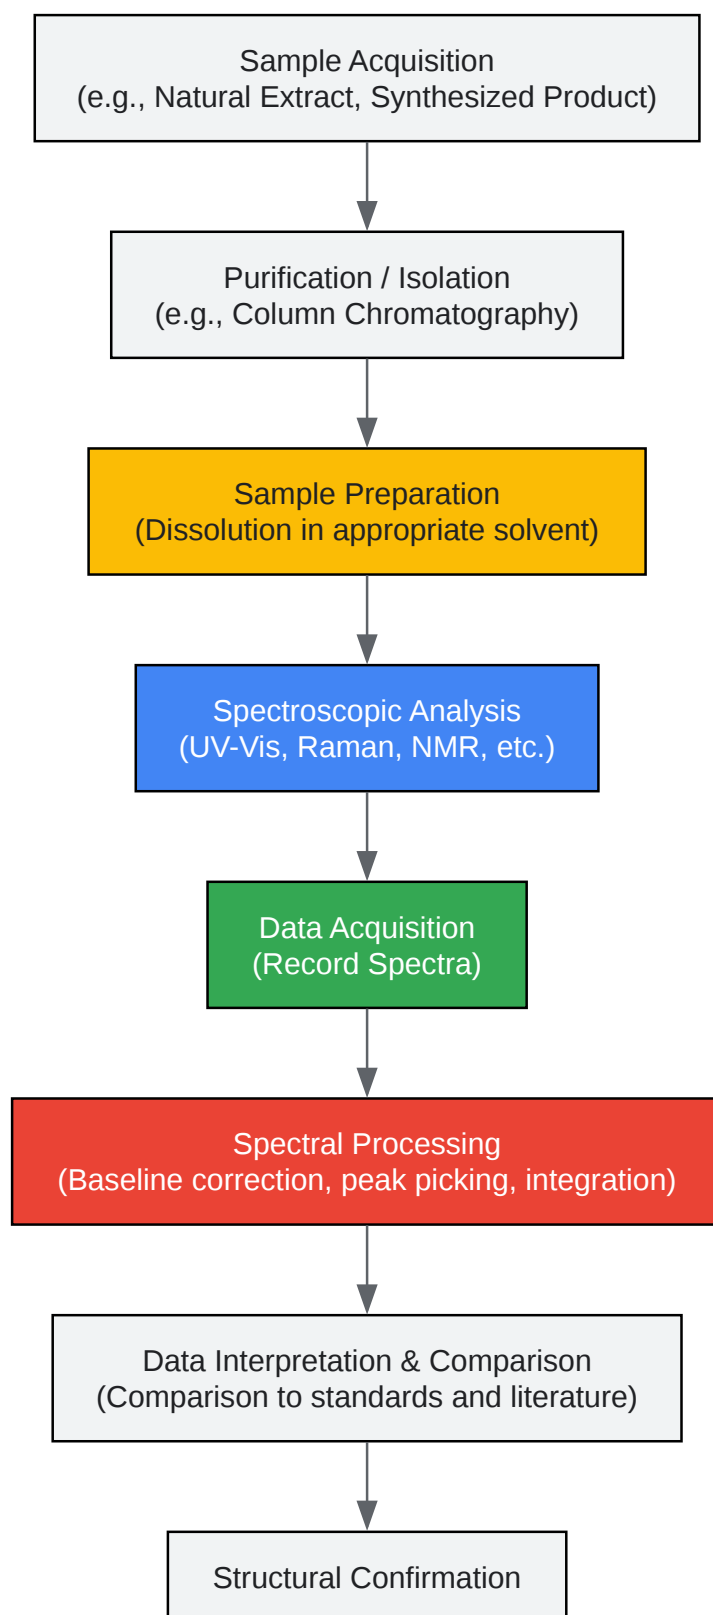 Sample Acquisition
(e.g., Natural Extract, Synthesized Product)
Purification / Isolation
(e.g., Column Chromatography)
Sample Preparation
(Dissolution in appropriate solvent)
Spectroscopic Analysis
(UV-Vis, Raman, NMR, etc.)
Data Acquisition
(Record Spectra)
Spectral Processing
(Baseline correction, peak picking, integration)
Data Interpretation & Comparison
(Comparison to standards and literature)
Structural Confirmation